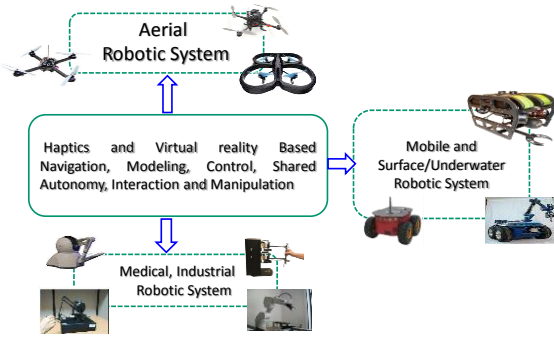 Aerial
Robotic System
Haptics and Virtual reality Based
Navigation, Modeling, Control, Shared
Autonomy, Interaction and Manipulation
Mobile and
Surface/Underwater
Robotic System
Medical, Industrial
Robotic System